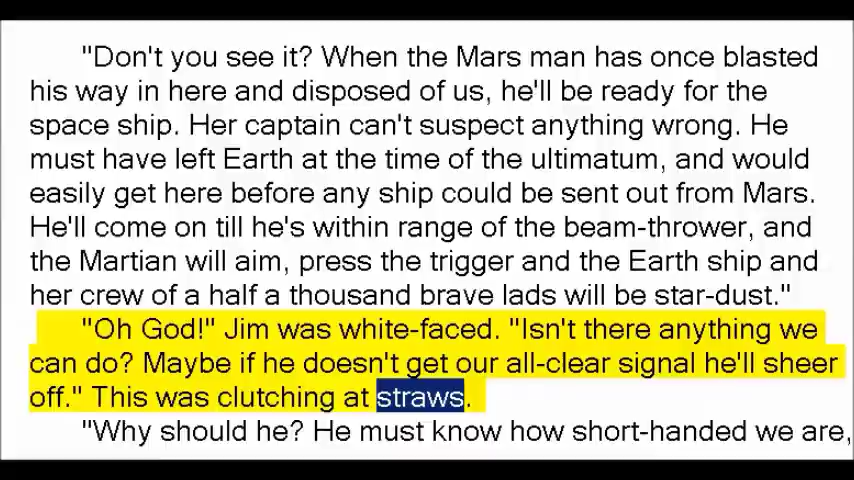 "Don't you see it? When the Mars man has once blasted
his way in here and disposed of us, he'll be ready for the
space ship. Her captain can't suspect anything wrong. He
must have left Earth at the time of the ultimatum, and would
easily get here before any ship could be sent out from Mars.
He'll come on till he's within range of the beam-thrower, and
the Martian will aim, press the trigger and the Earth ship and
her crew of a half a thousand brave lads will be star-dust."
"Oh God!" Jim was white-faced. "Isn't there anything we
can do? Maybe if he doesn't get our all-clear signal he'll sheer
off." This was clutching at straws.
"Why should he? He must know how short-handed we are,